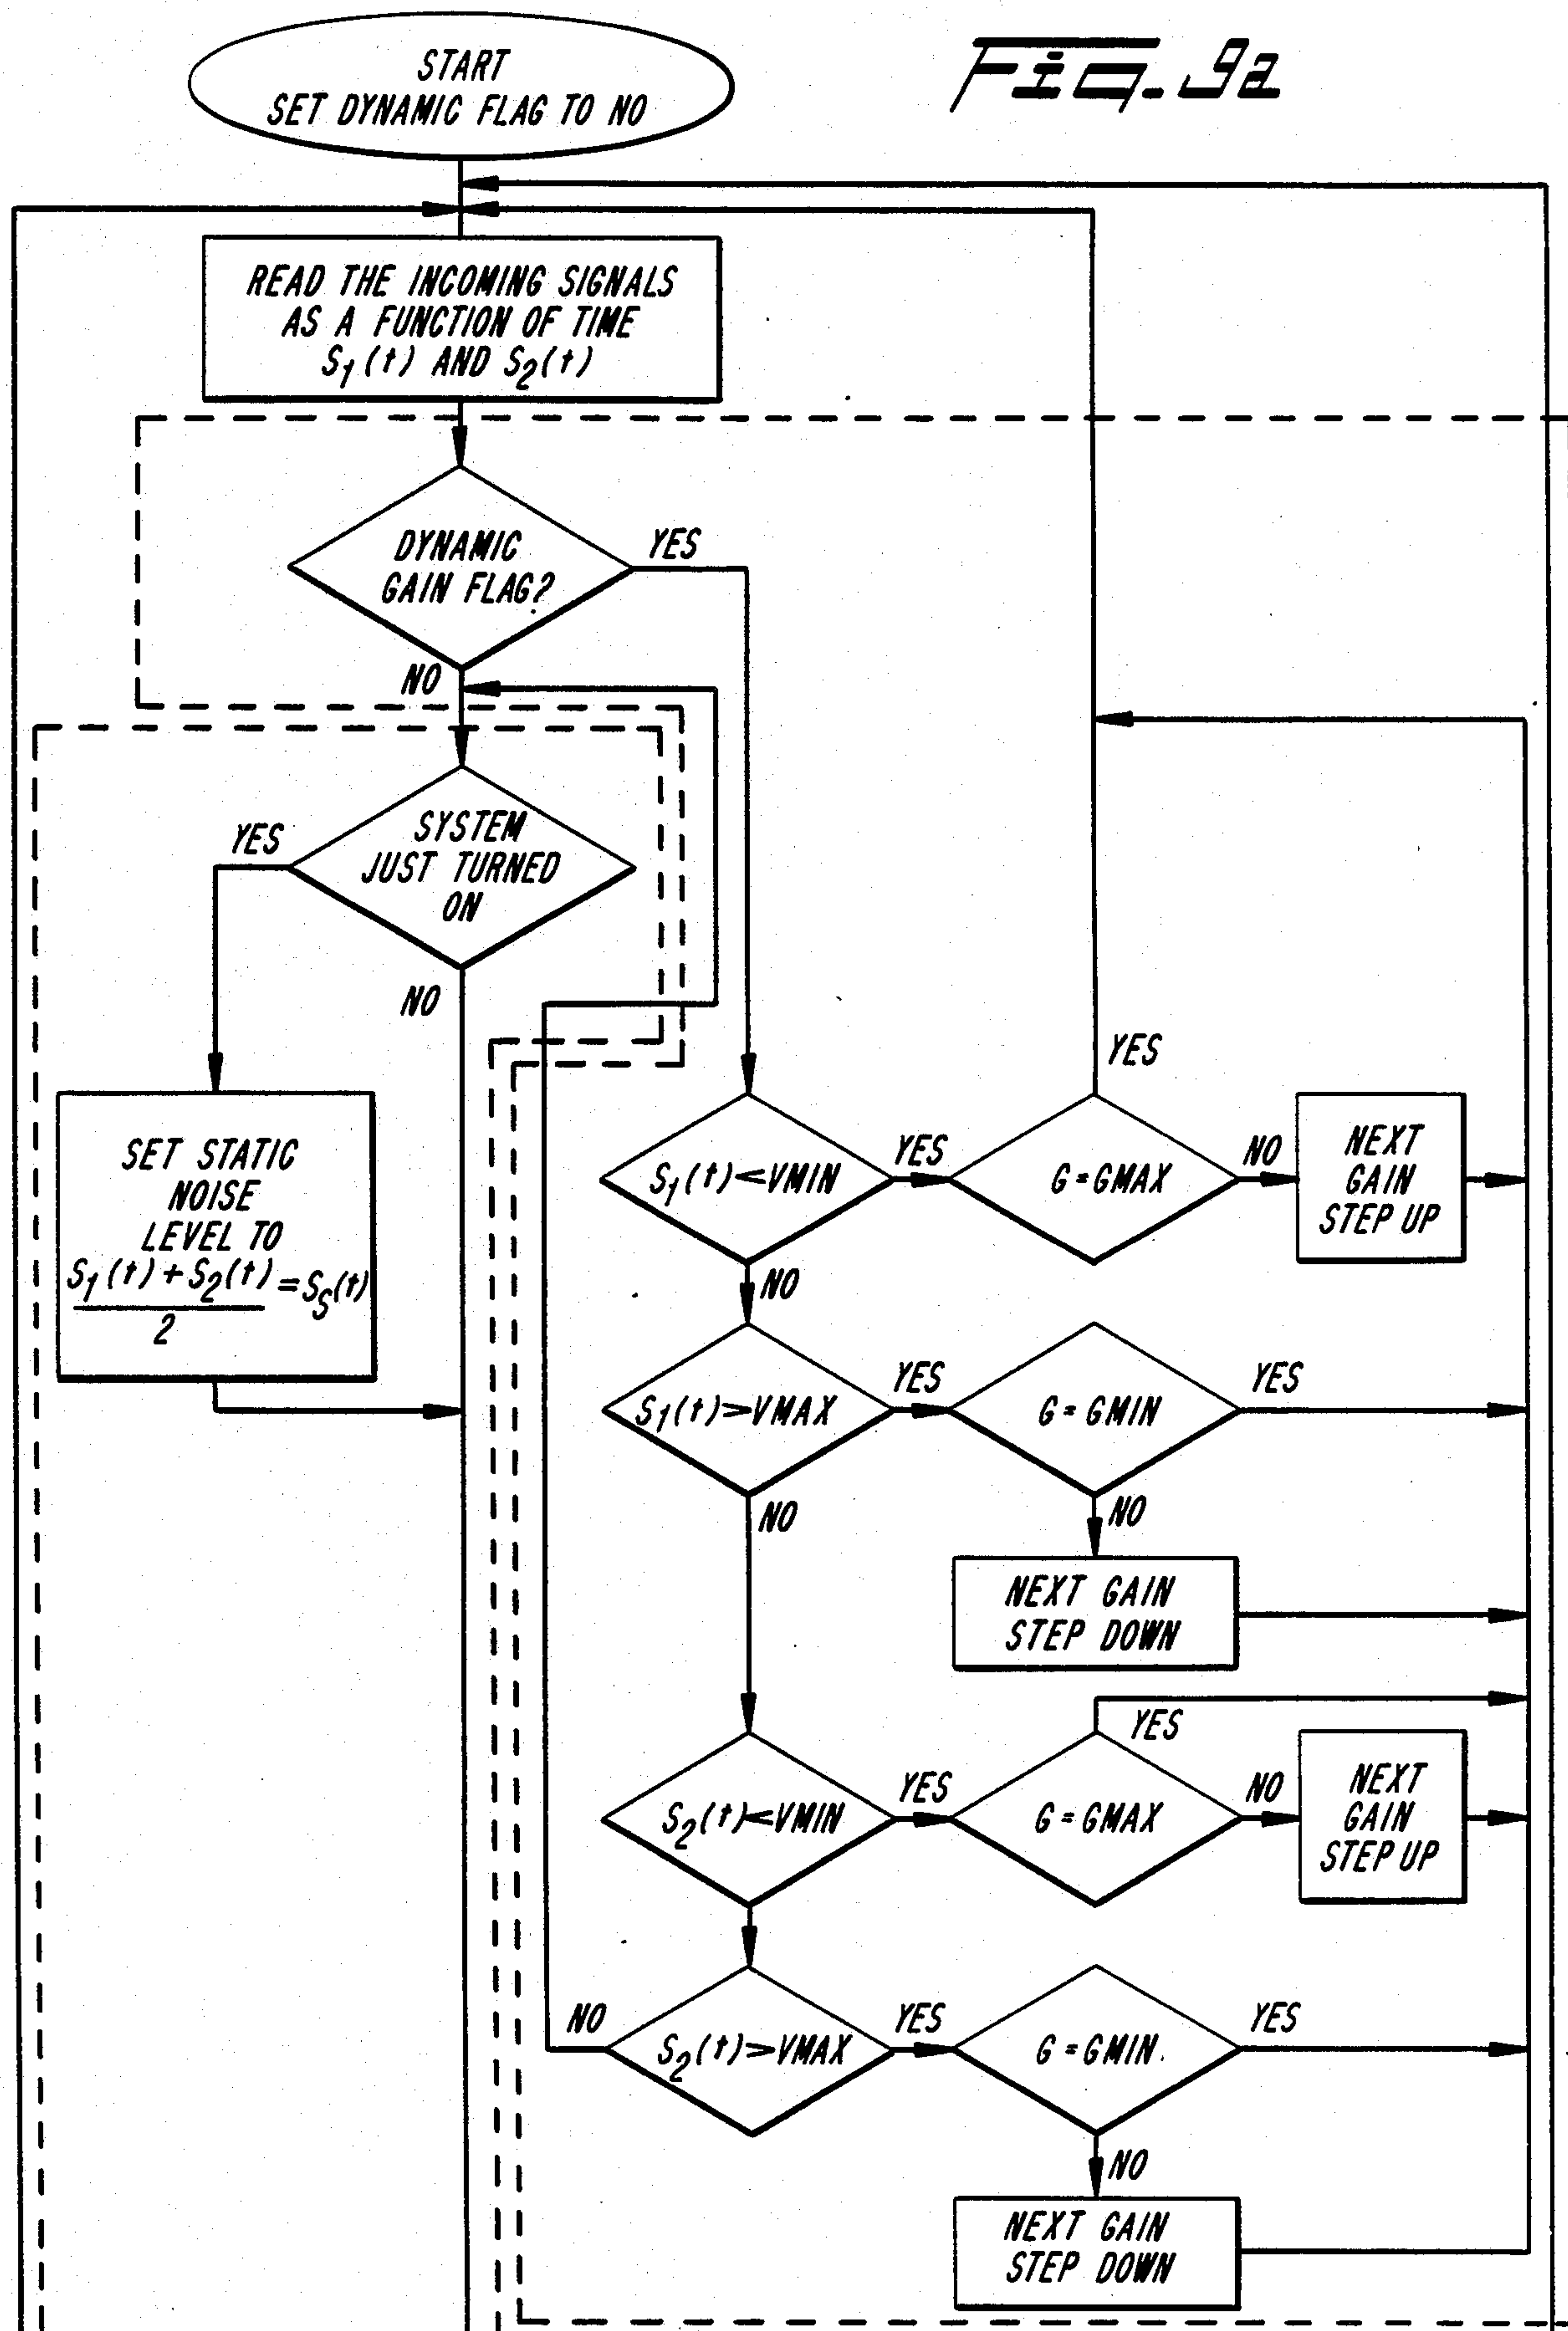 Fig. 9a
START
SET DYNAMIC FLAG TO NO
READ THE INCOMING SIGNALS
AS A FUNCTION OF TIME
S1(t) AND S2(t)
DYNAMIC
GAIN FLAG?
YES
NO
SYSTEM
JUST TURNED
ON
YES
NO
SET STATIC
NOISE
LEVEL TO
S1(t)+S2(t) =SS(t)
2
S1(t)<VMIN
YES
NO
G=GMAX
YES
NO
NEXT
GAIN
STEP UP
S1(t)>VMAX
YES
NO
G=GMIN
YES
NO
NEXT GAIN
STEP DOWN
S2(t)<VMIN
YES
G=GMAX
YES
NO
NEXT
GAIN
STEP UP
NO
S2(t)>VMAX
YES
G=GMIN.
YES
NO
NEXT GAIN
STEP DOWN